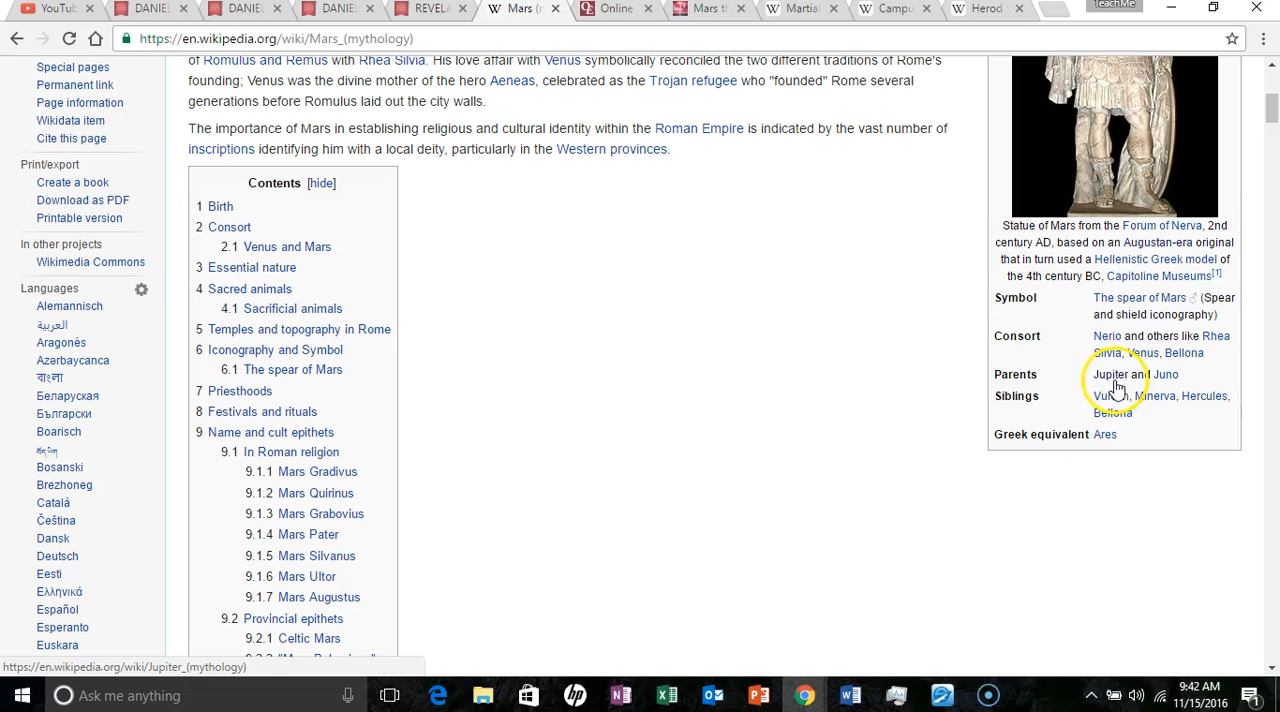 YouTub
DANIEL
DANIEL
DANIEL
REVELA
Mars (m
Online
Mars th
Martial
Campu
Herod
TeachMe
https://en.wikipedia.org/wiki/Mars_(mythology)
of Romulus and Remus with Rhea Silvia. His love affair with Venus symbolically reconciled the two different traditions of Rome's
founding; Venus was the divine mother of the hero Aeneas, celebrated as the Trojan refugee who "founded" Rome several
generations before Romulus laid out the city walls.
The importance of Mars in establishing religious and cultural identity within the Roman Empire is indicated by the vast number of
inscriptions identifying him with a local deity, particularly in the Western provinces.
Special pages
Permanent link
Page information
Wikidata item
Cite this page
Print/export
Create a book
Download as PDF
Printable version
In other projects
Wikimedia Commons
Languages
Alemannisch
العربية
Aragonés
Azərbaycanca
বাংলা
Беларуская
Български
Boarisch
བོད་ཡིག
Bosanski
Brezhoneg
Català
Čeština
Dansk
Deutsch
Eesti
Ελληνικά
Español
Esperanto
Euskara
Contents [hide]
1 Birth
2 Consort
2.1 Venus and Mars
3 Essential nature
4 Sacred animals
4.1 Sacrificial animals
5 Temples and topography in Rome
6 Iconography and Symbol
6.1 The spear of Mars
7 Priesthoods
8 Festivals and rituals
9 Name and cult epithets
9.1 In Roman religion
9.1.1 Mars Gradivus
9.1.2 Mars Quirinus
9.1.3 Mars Grabovius
9.1.4 Mars Pater
9.1.5 Mars Silvanus
9.1.6 Mars Ultor
9.1.7 Mars Augustus
9.2 Provincial epithets
9.2.1 Celtic Mars
Statue of Mars from the Forum of Nerva, 2nd
century AD, based on an Augustan-era original
that in turn used a Hellenistic Greek model of
the 4th century BC, Capitoline Museums[1]
Symbol The spear of Mars ♂ (Spear
and shield iconography)
Consort Nerio and others like Rhea
Silvia, Venus, Bellona
Parents Jupiter and Juno
Siblings Vulcan, Minerva, Hercules,
Bellona
Greek equivalent Ares
https://en.wikipedia.org/wiki/Jupiter_(mythology)
Ask me anything
9:42 AM
11/15/2016